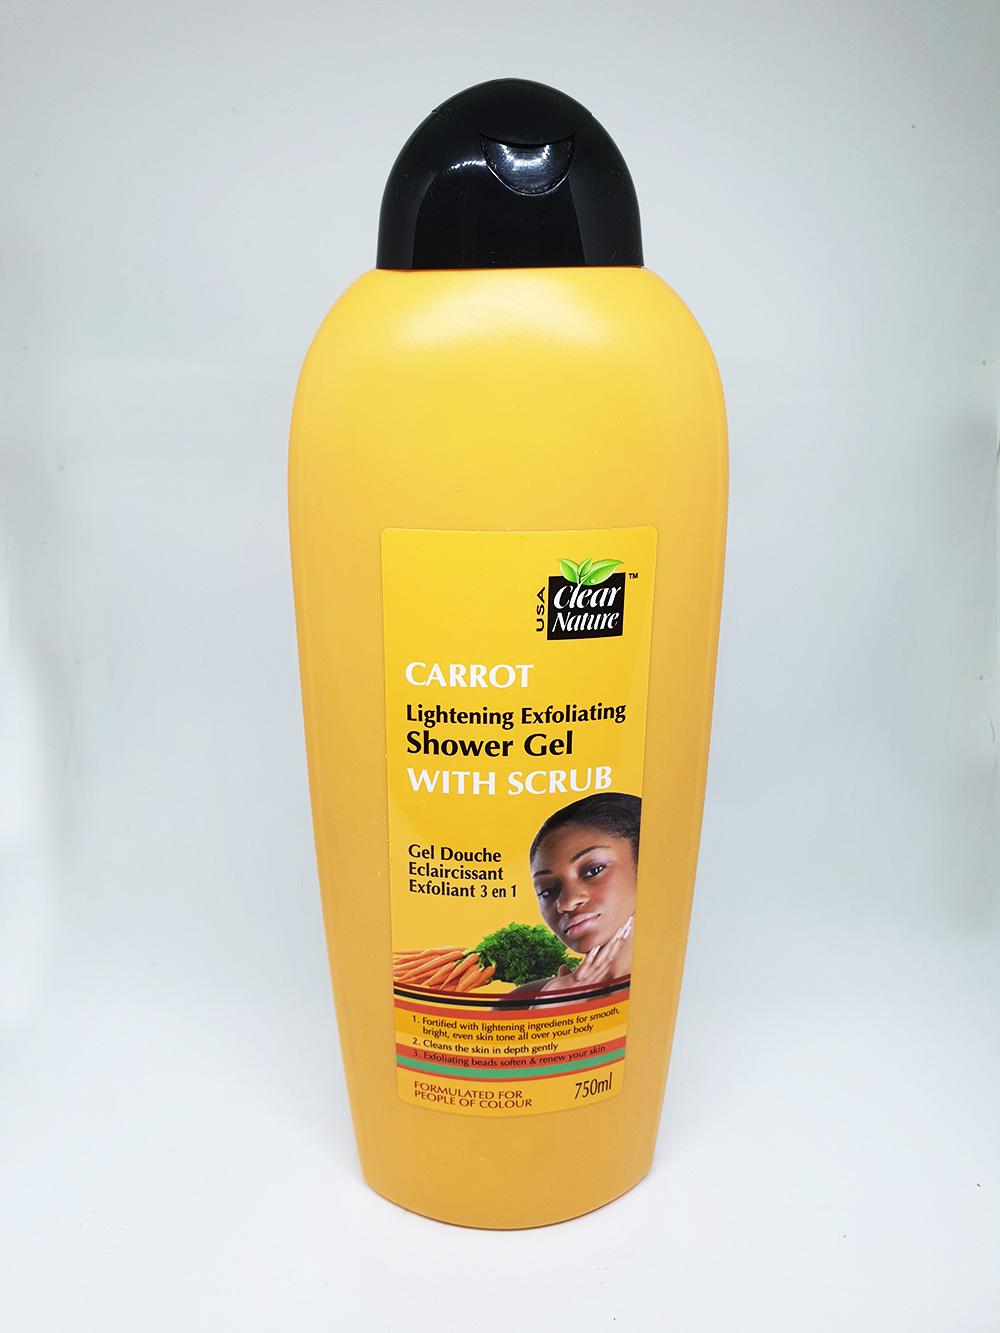 USA
Clear
Nature
TM
CARROT
Lightening Exfoliating
Shower Gel
WITH SCRUB
Gel Douche
Eclaircissant
Exfoliant 3 en 1
1. Fortified with lightening ingredients for smooth,
bright, even skin tone all over your body
2. Cleans the skin in depth gently
3. Exfoliating beads soften & renew your skin
FORMULATED FOR
PEOPLE OF COLOUR
750ml